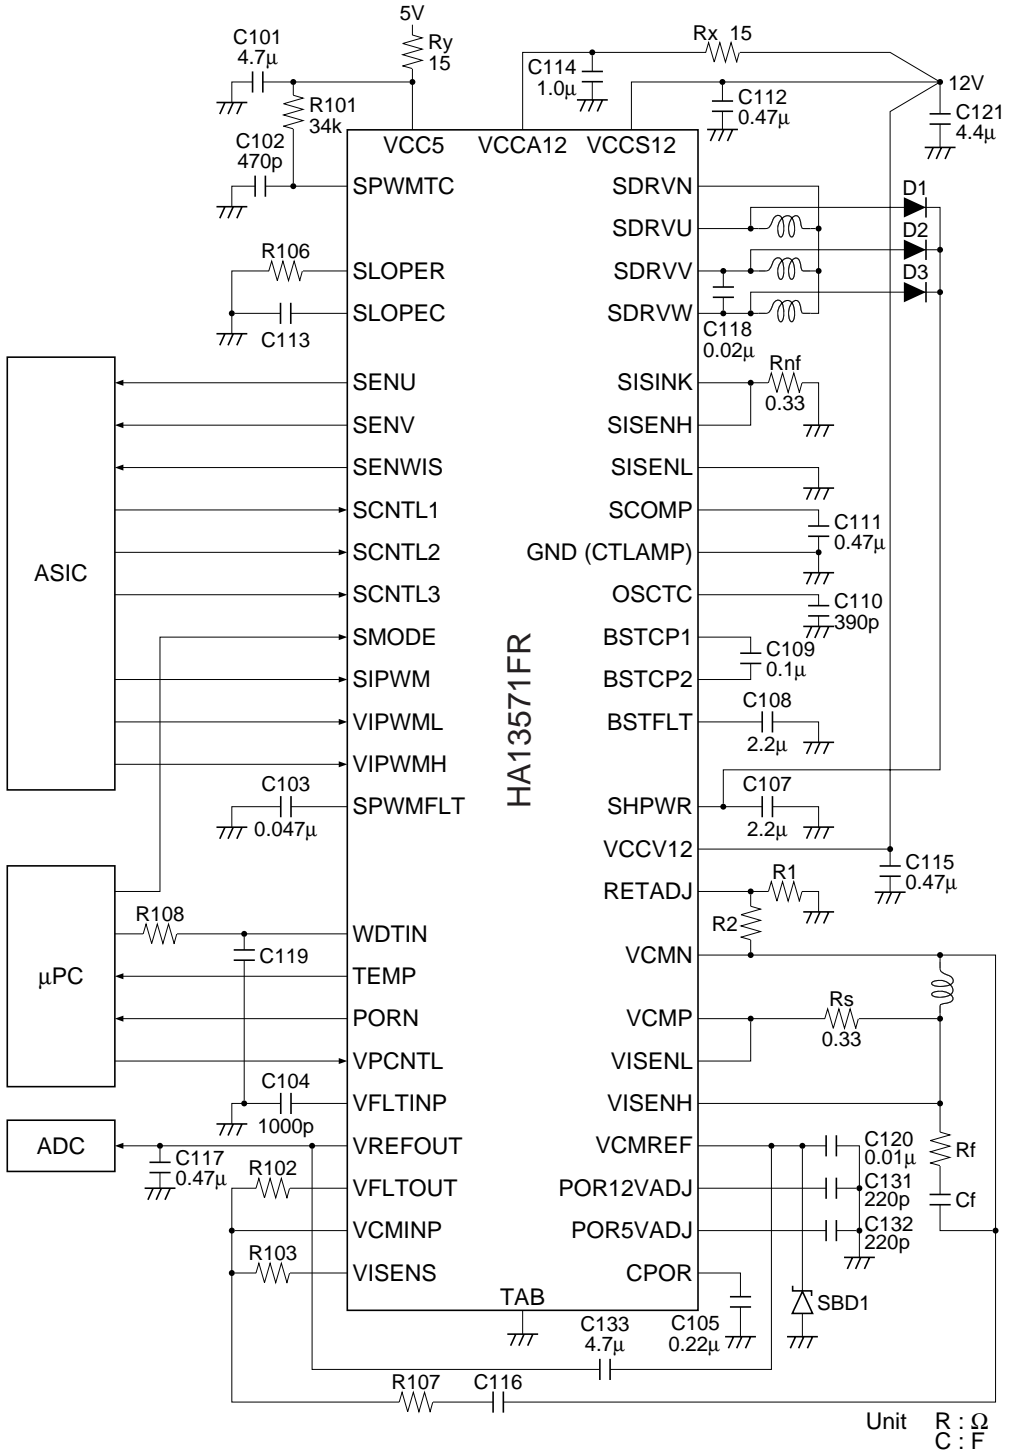 5V
C101
4.7μ
Ry
15
Rx 15
C114
1.0μ
12V
C112
0.47μ
C121
4.4μ
R101
34k
C102
470p
VCC5
VCCA12
VCCS12
SPWMTC
SDRVN
D1
SDRVU
D2
R106
SLOPER
SDRVV
D3
SLOPEC
SDRVW
C113
C118
0.02μ
Rnf
0.33
SENU
SISINK
SENV
SISENH
SENWIS
SISENL
SCNTL1
SCOMP
C111
0.47μ
ASIC
SCNTL2
GND (CTLAMP)
SCNTL3
OSCTC
C110
390p
SMODE
BSTCP1
C109
0.1μ
SIPWM
BSTCP2
HA13571FR
VIPWML
BSTFLT
C108
2.2μ
VIPWMH
C103
0.047μ
SPWMFLT
SHPWR
C107
2.2μ
VCCV12
C115
0.47μ
RETADJ
R1
R2
R108
WDTIN
VCMN
C119
μPC
TEMP
PORN
VCMP
Rs
0.33
VPCNTL
VISENL
C104
1000p
VFLTINP
VISENH
ADC
VREFOUT
VCMREF
C120
0.01μ
Rf
C117
0.47μ
R102
VFLTOUT
POR12VADJ
C131
220p
Cf
VCMINP
POR5VADJ
C132
220p
R103
VISENS
CPOR
TAB
SBD1
C133
4.7μ
C105
0.22μ
R107
C116
Unit R : Ω
C : F